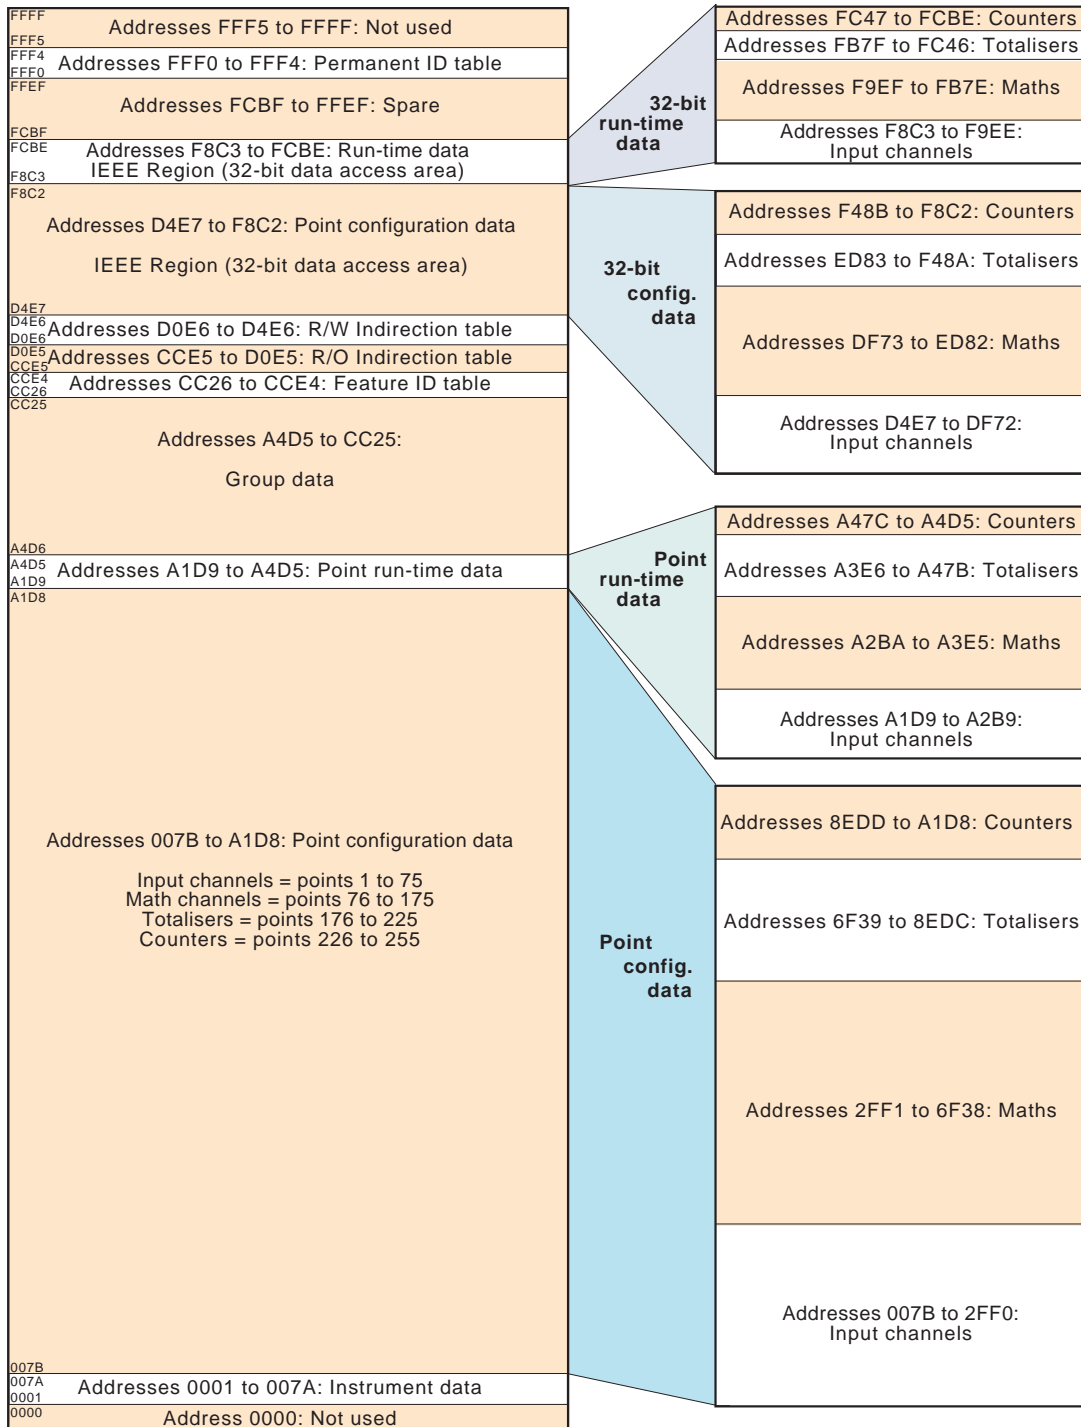 FFFF
Addresses FFF5 to FFFF: Not used
FFF5
FFF4
Addresses FFF0 to FFF4: Permanent ID table
FFF0
FFEF
Addresses FCBF to FFEF: Spare
FCBF
FCBE
Addresses F8C3 to FCBE: Run-time data
IEEE Region (32-bit data access area)
F8C3
F8C2
Addresses D4E7 to F8C2: Point configuration data
IEEE Region (32-bit data access area)
D4E7
D4E6
Addresses D0E6 to D4E6: R/W Indirection table
D0E6
D0E5
Addresses CCE5 to D0E5: R/O Indirection table
CCE5
CCE4
Addresses CC26 to CCE4: Feature ID table
CC26
CC25
Addresses A4D5 to CC25:
Group data
A4D6
A4D5
Addresses A1D9 to A4D5: Point run-time data
A1D9
A1D8
Addresses 007B to A1D8: Point configuration data
Input channels = points 1 to 75
Math channels = points 76 to 175
Totalisers = points 176 to 225
Counters = points 226 to 255
007B
007A
Addresses 0001 to 007A: Instrument data
0001
0000
Address 0000: Not used
32-bit
run-time
data
Addresses FC47 to FCBE: Counters
Addresses FB7F to FC46: Totalisers
Addresses F9EF to FB7E: Maths
Addresses F8C3 to F9EE:
Input channels
32-bit
config.
data
Addresses F48B to F8C2: Counters
Addresses ED83 to F48A: Totalisers
Addresses DF73 to ED82: Maths
Addresses D4E7 to DF72:
Input channels
Point
run-time
data
Addresses A47C to A4D5: Counters
Addresses A3E6 to A47B: Totalisers
Addresses A2BA to A3E5: Maths
Addresses A1D9 to A2B9:
Input channels
Point
config.
data
Addresses 8EDD to A1D8: Counters
Addresses 6F39 to 8EDC: Totalisers
Addresses 2FF1 to 6F38: Maths
Addresses 007B to 2FF0:
Input channels